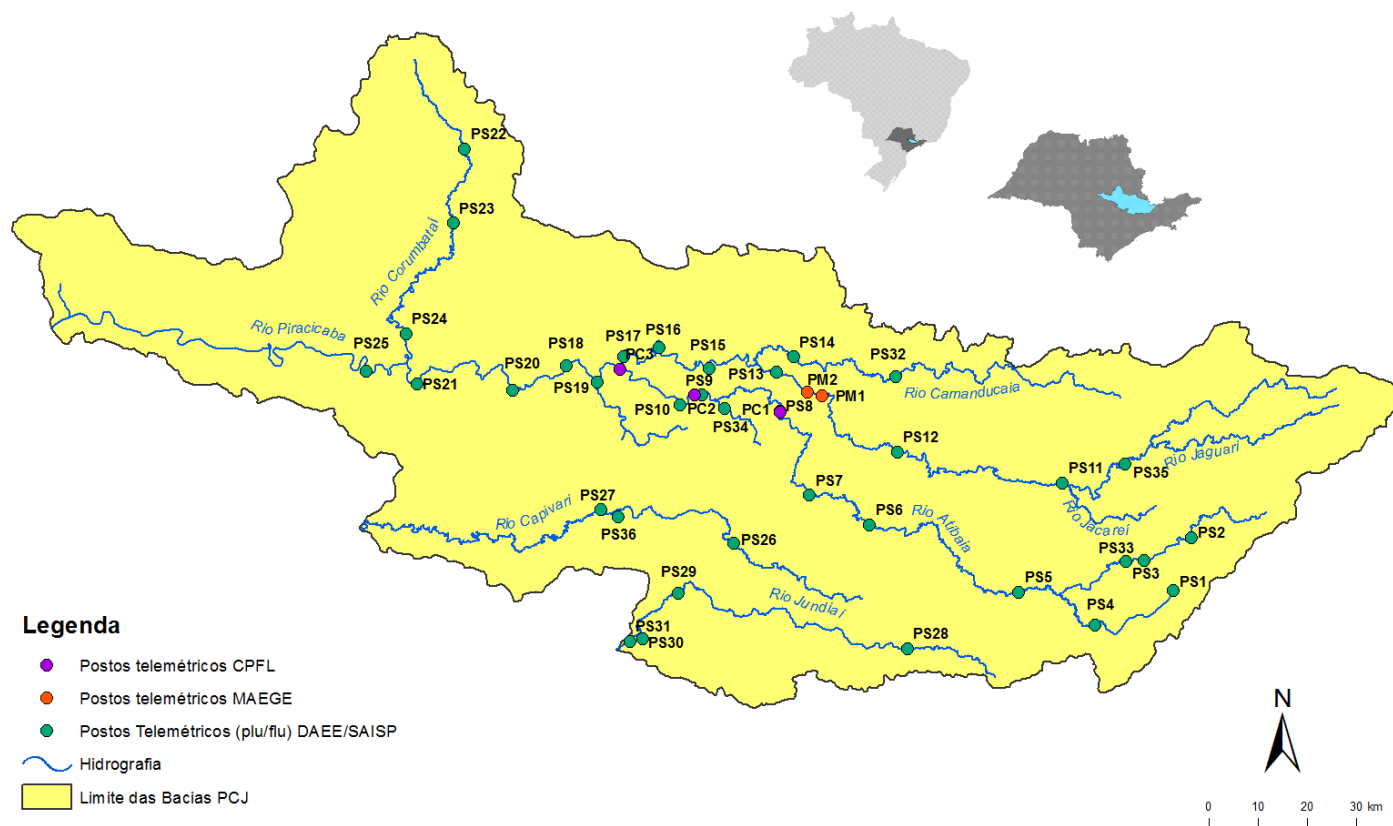 PS22
PS23
Rio Corumbataí
PS24
Rio Piracicaba
PS25
PS21
PS20
PS18
PS19
PS17
PC3
PS16
PS15
PS14
PS13
PS32
Rio Camanducaia
PM2
PM1
PS9
PS10
PC2
PS34
PC1
PS8
PS12
PS11
PS35
Rio Jaguari
Rio Jacareí
PS7
PS6
Rio Atibaia
PS27
Rio Capivari
PS36
PS26
PS2
PS33
PS3
PS1
PS5
PS4
PS29
Rio Jundiaí
PS31
PS30
PS28
Legenda
Postos telemétricos CPFL
Postos telemétricos MAEGE
Postos Telemétricos (plu/flu) DAEE/SAISP
Hidrografia
Limite das Bacias PCJ
N
0 10 20 30 km